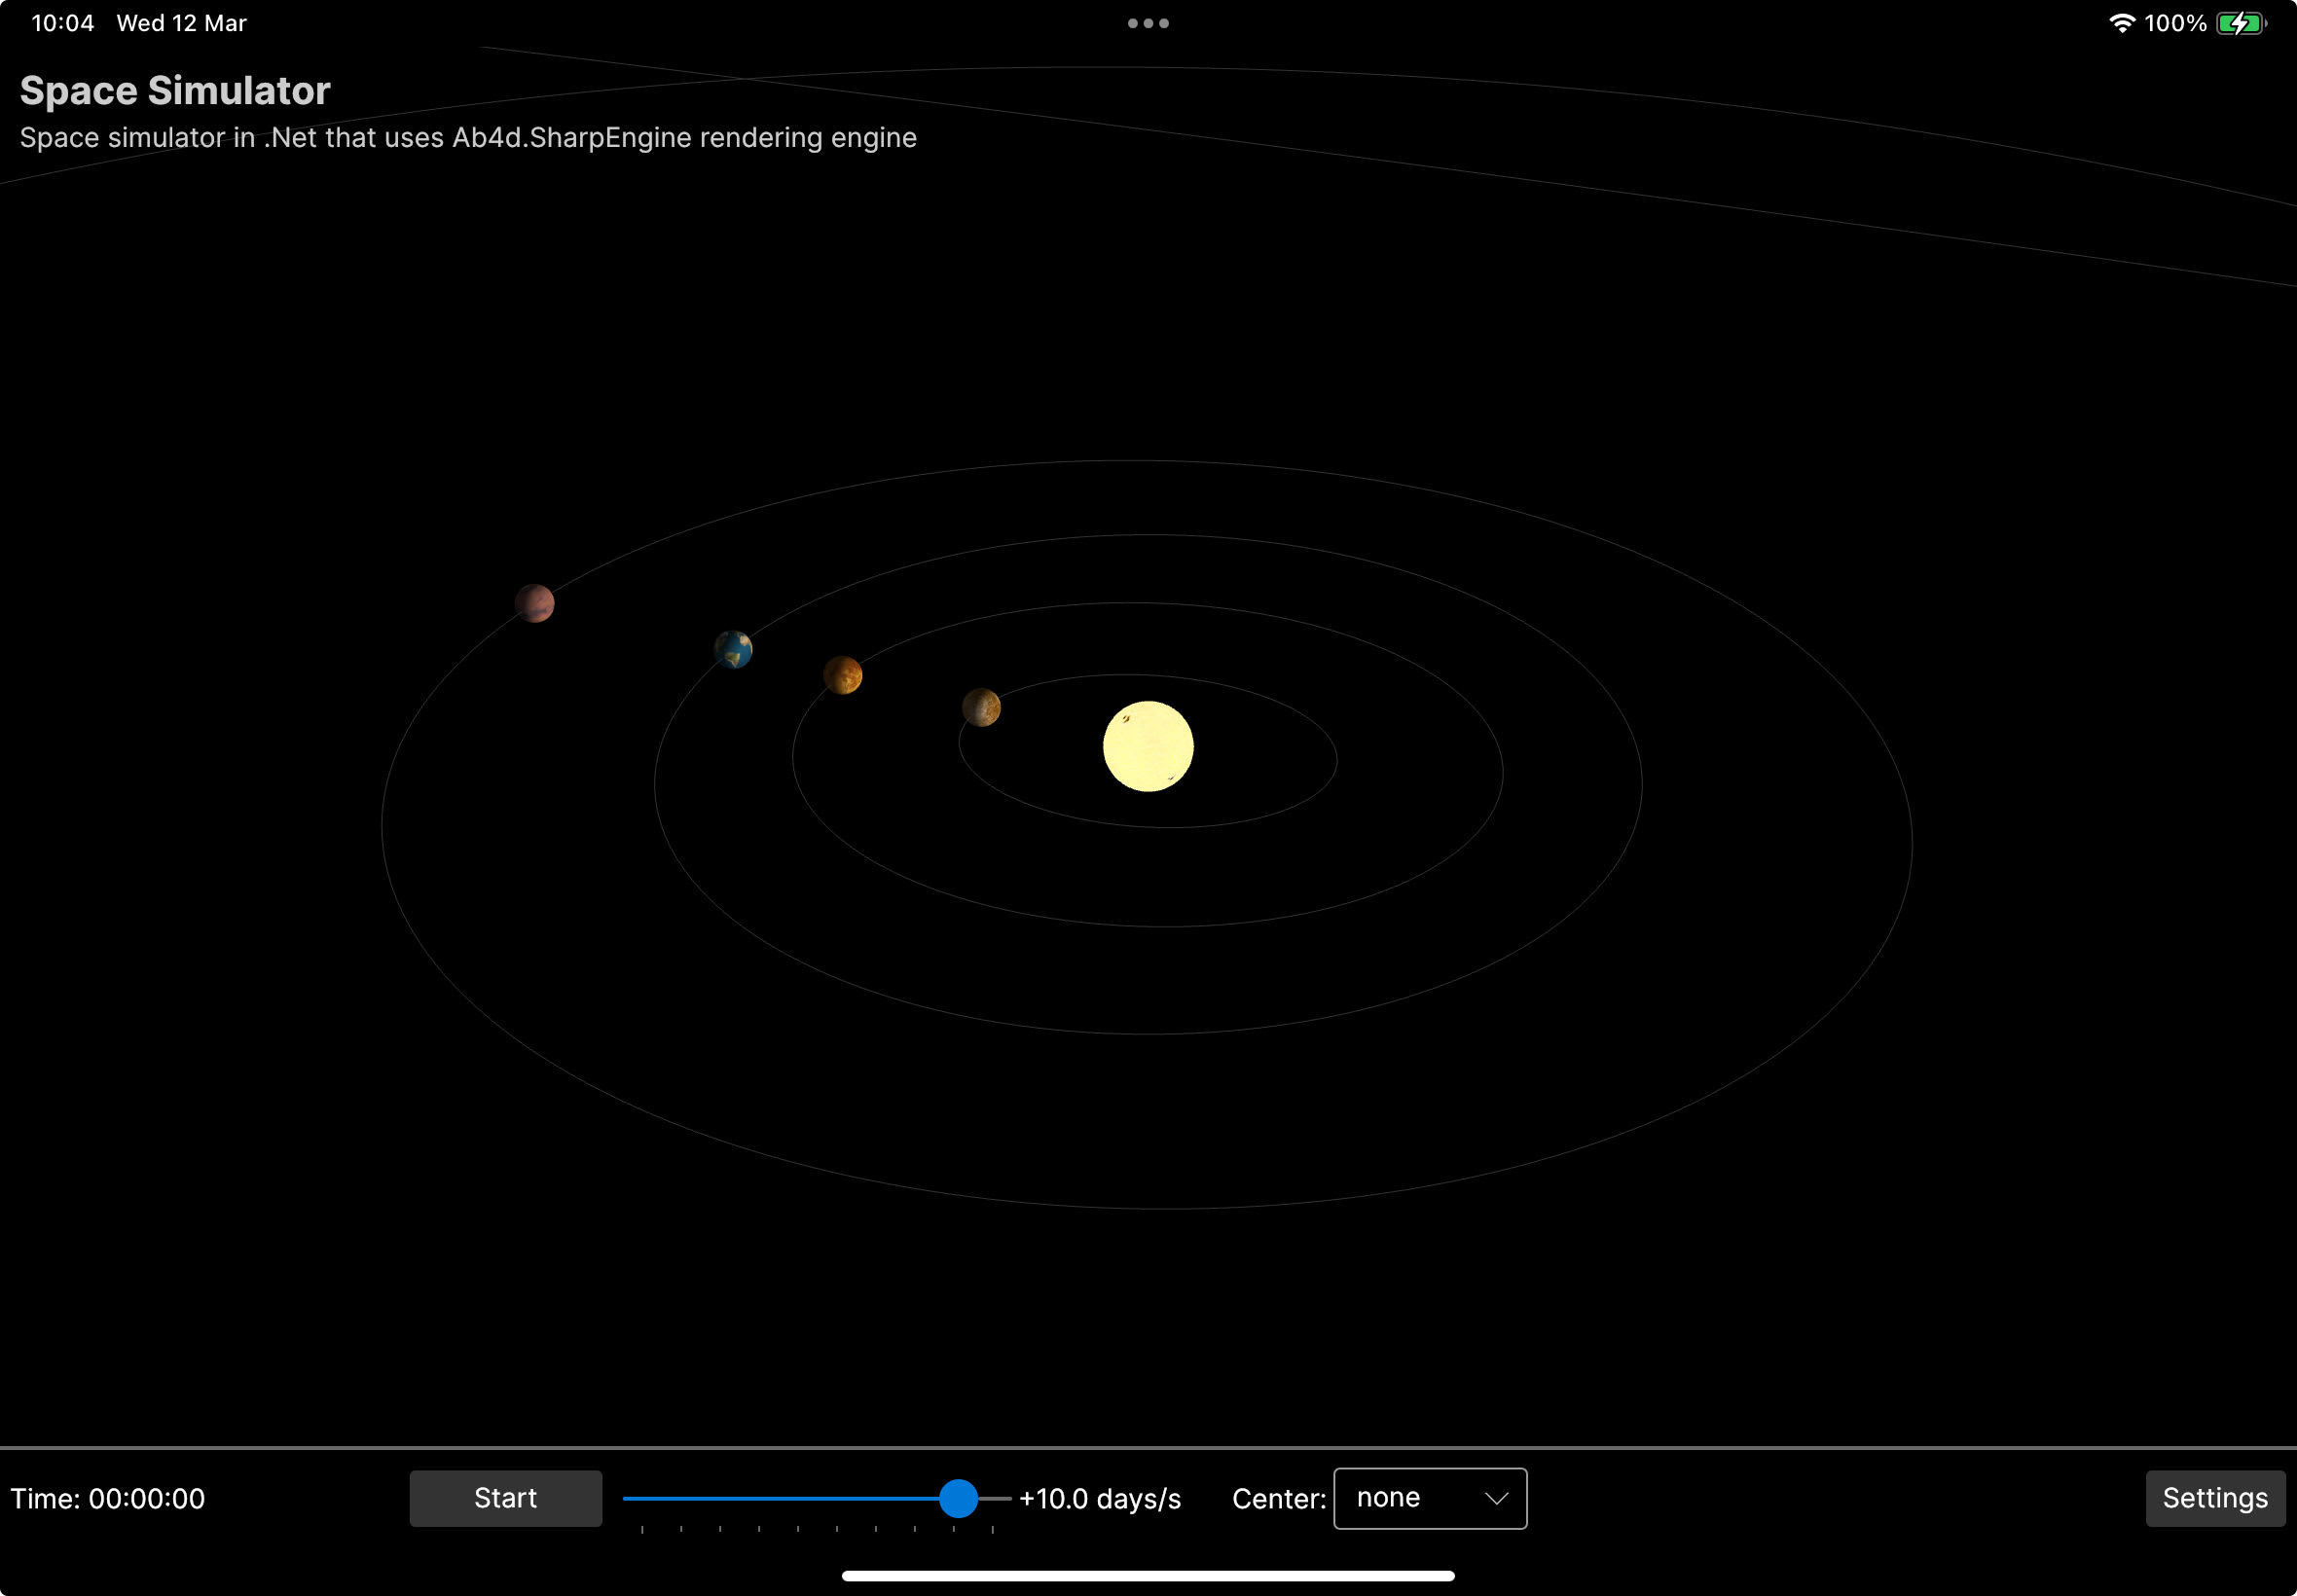 10:04 Wed 12 Mar
100%
Space Simulator
Space simulator in .Net that uses Ab4d.SharpEngine rendering engine
Time: 00:00:00 Start +10.0 days/s Center: none Settings